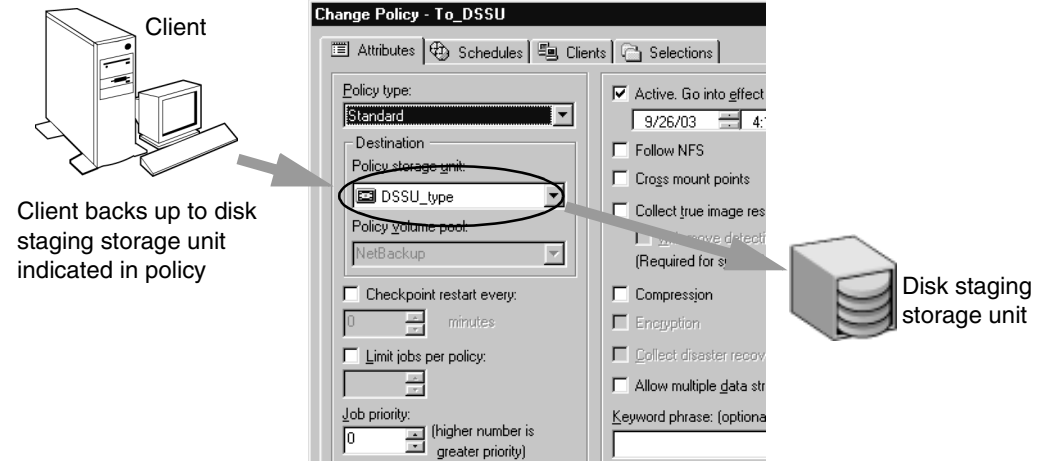 Client
Client backs up to disk
staging storage unit
indicated in policy
Change Policy - To_DSSU
Attributes
Schedules
Clients
Selections
Policy type:
Standard
Destination
Policy storage unit:
DSSU_type
Policy volume pool:
NetBackup
Checkpoint restart every:
0 minutes
Limit jobs per policy:
Job priority:
0 (higher number is
greater priority)
Active. Go into effect
9/26/03 4:
Follow NFS
Cross mount points
Collect true image res
move detecti
(Required for
Compression
Encryption
Collect disaster recov
Allow multiple data str
Keyword phrase: (optiona
Disk staging
storage unit